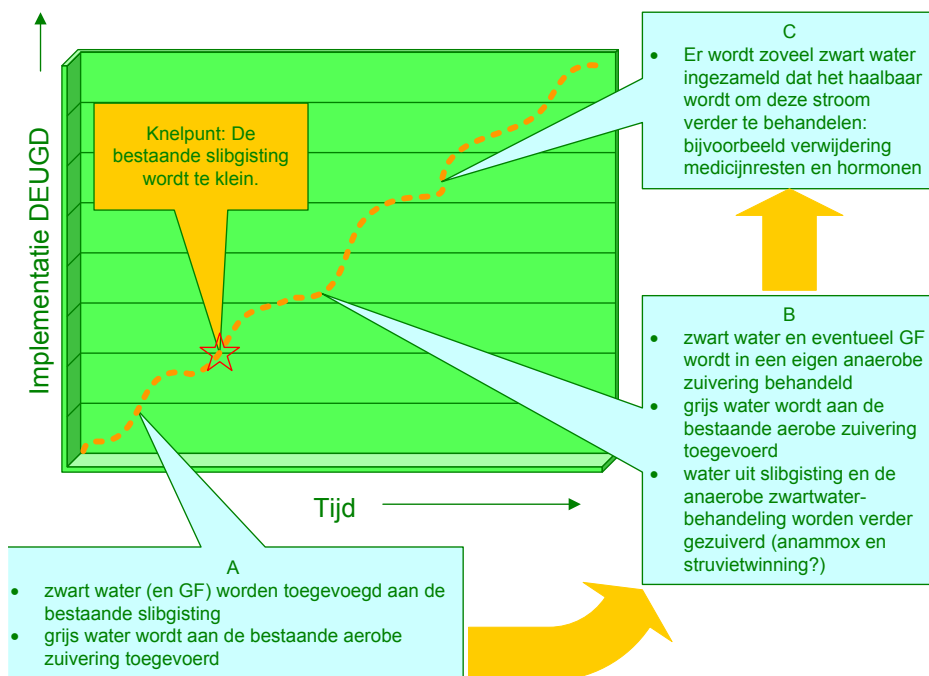 Implementatie DEUGD
Knelpunt: De
bestaande slibgisting
wordt te klein.
Tijd
A
• zwart water (en GF) worden toegevoegd aan de
bestaande slibgisting
• grijs water wordt aan de bestaande aerobe
zuivering toegevoerd
B
• zwart water en eventueel GF
wordt in een eigen anaerobe
zuivering behandeld
• grijs water wordt aan de
bestaande aerobe zuivering
toegevoerd
• water uit slibgisting en de
anaerobe zwartwater-
behandeling worden verder
gezuiverd (anammox en
struvietwinning?)
C
• Er wordt zoveel zwart water
ingezameld dat het haalbaar
wordt om deze stroom
verder te behandelen:
bijvoorbeeld verwijdering
medicijnresten en hormonen